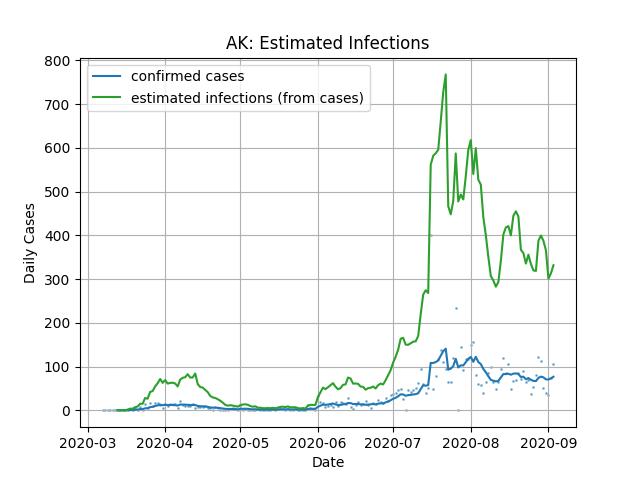 AK: Estimated Infections
confirmed cases
estimated infections (from cases)
Daily Cases
800
700
600
500
400
300
200
100
0
2020-03 2020-04 2020-05 2020-06 2020-07 2020-08 2020-09
Date